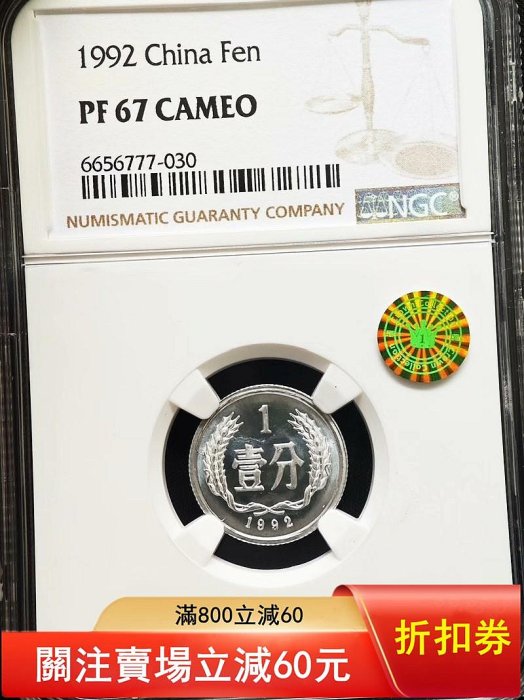 1992 China Fen
PF 67 CAMEO
6656777-030
NUMISMATIC GUARANTY COMPANY
NGC
1
壹分
1992
滿800立減60
關注賣場立減60元
折扣券